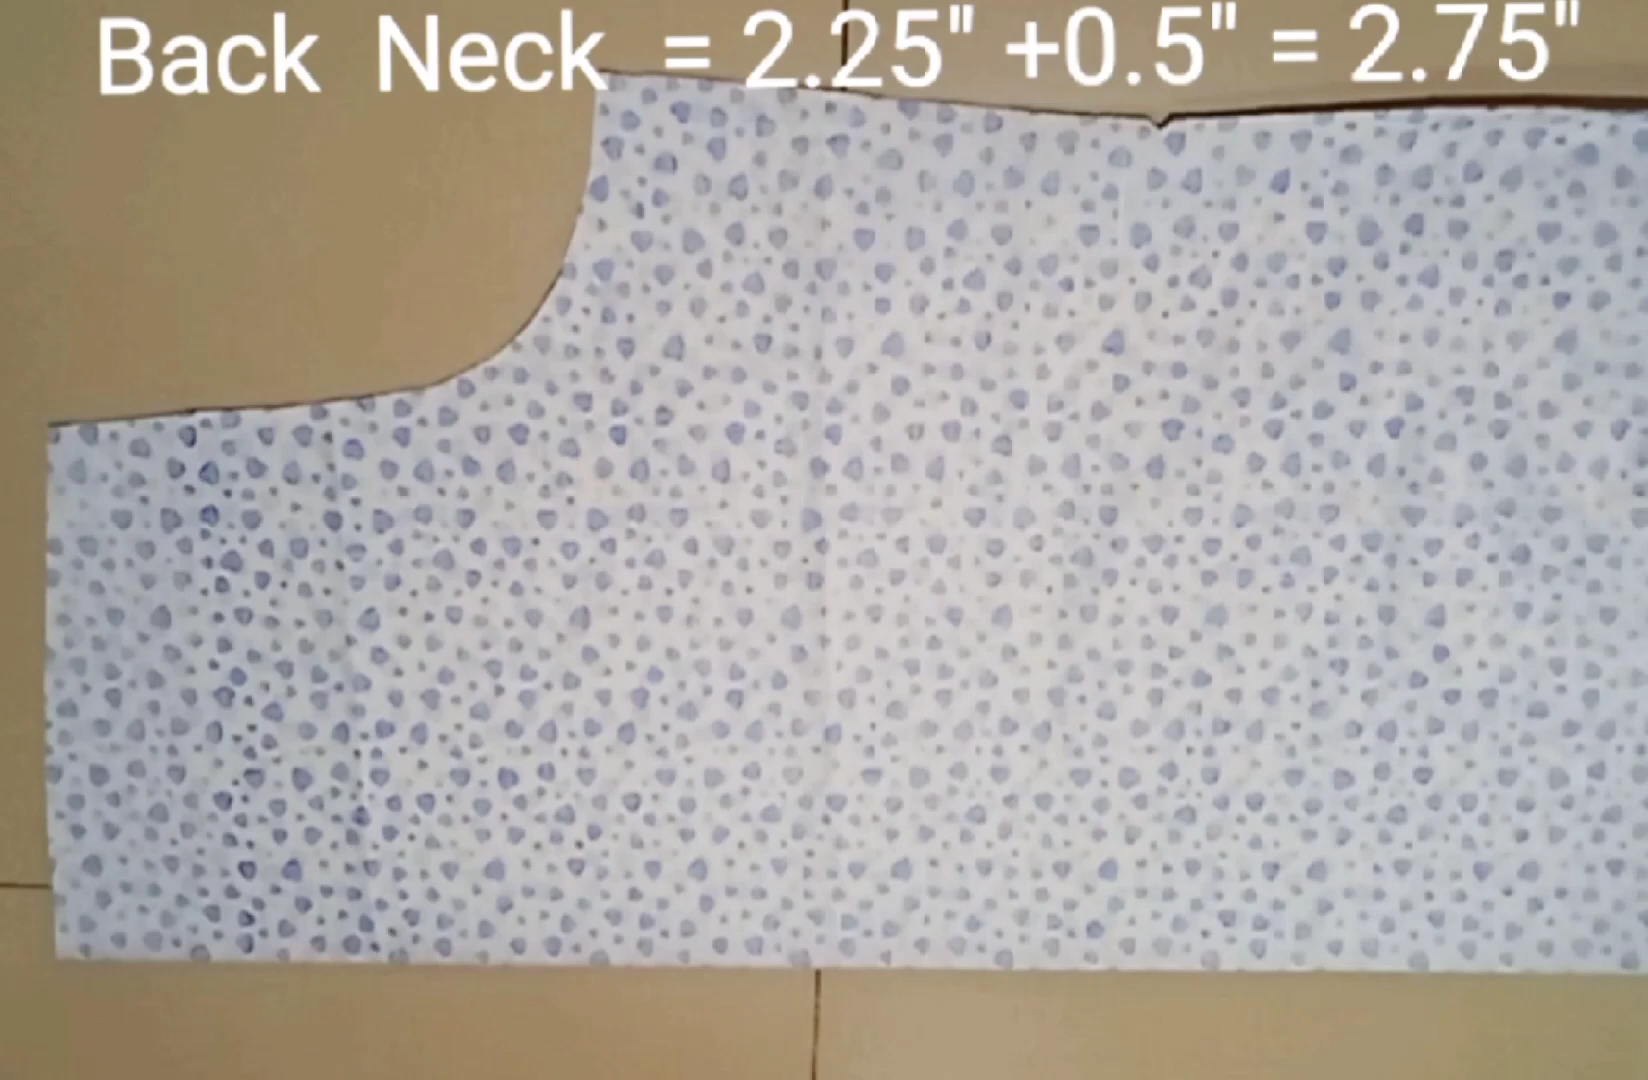 Back Neck = 2.25" +0.5" = 2.75"